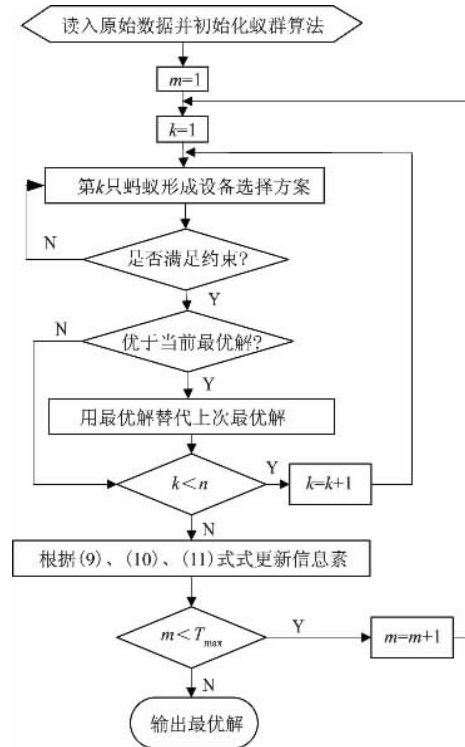 读入原始数据并初始化蚁群算法
m=1
k=1
第k只蚂蚁形成设备选择方案
N
是否满足约束?
Y
N
优于当前最优解?
Y
用最优解替代上次最优解
k<n
Y
k=k+1
N
根据(9)、(10)、(11)式式更新信息素
m<Tmax
Y
m=m+1
N
输出最优解